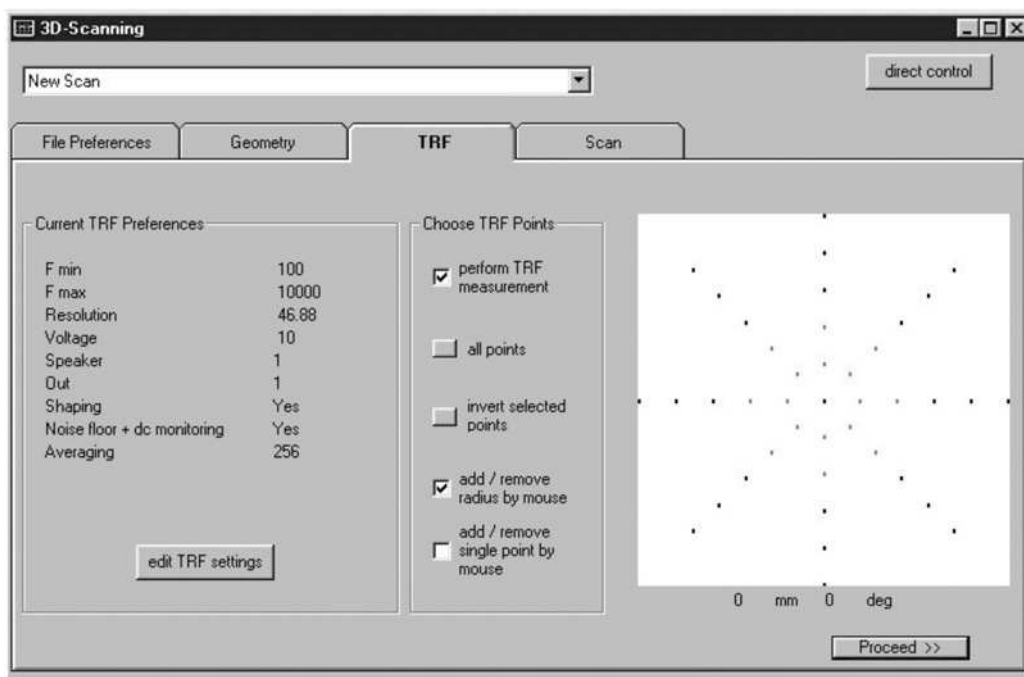 3D-Scanning
New Scan
direct control
File Preferences
Geometry
TRF
Scan
Current TRF Preferences
F min 100
F max 10000
Resolution 46.88
Voltage 10
Speaker 1
Out 1
Shaping Yes
Noise floor + dc monitoring Yes
Averaging 256
edit TRF settings
Choose TRF Points
perform TRF
measurement
all points
invert selected
points
add / remove
radius by mouse
add / remove
single point by
mouse
0 mm 0 deg
Proceed >>